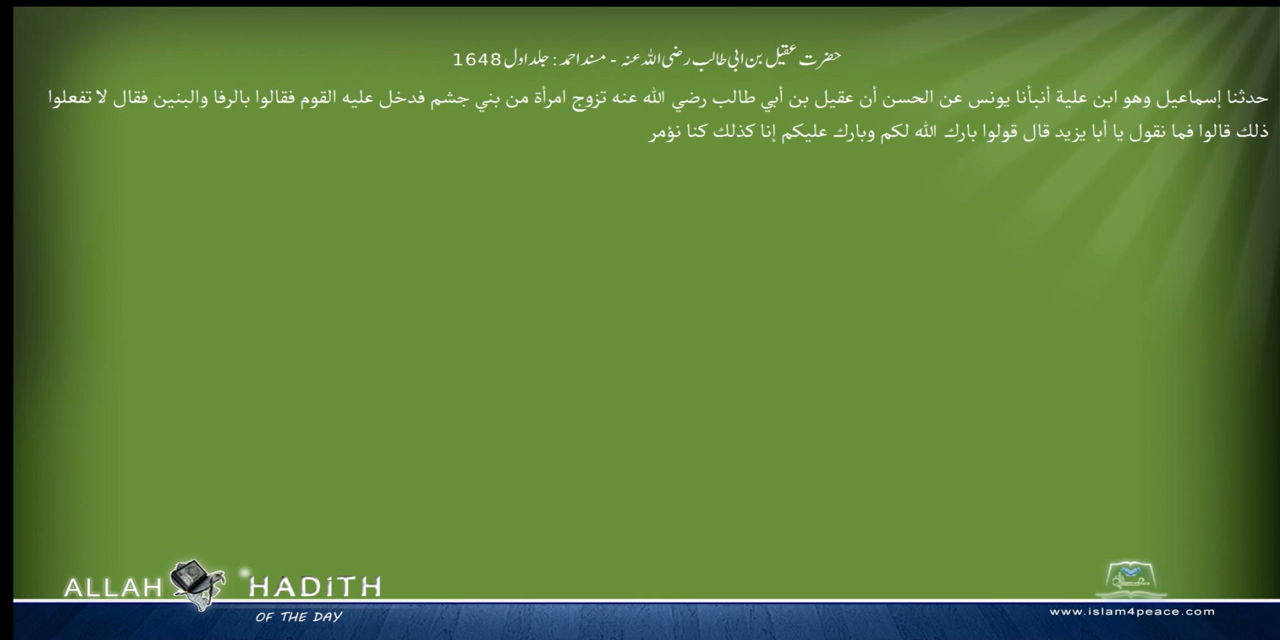 حضرت عقیل بن ابی طالب رضی اللہ عنہ - مسند احمد : جلد اول 1648
حدثنا إسماعيل وهو ابن علية أنبأنا يونس عن الحسن أن عقيل بن أبي طالب رضي الله عنه تزوج امرأة من بني جشم فدخل عليه القوم فقالوا بالرفا والبنين فقال لا تفعلوا
ذلك قالوا فما نقول يا أبا يزيد قال قولوا بارك الله لكم وبارك عليكم إنا كذلك كنا نؤمر
ALLAH HADITH
OF THE DAY
www.islam4peace.com